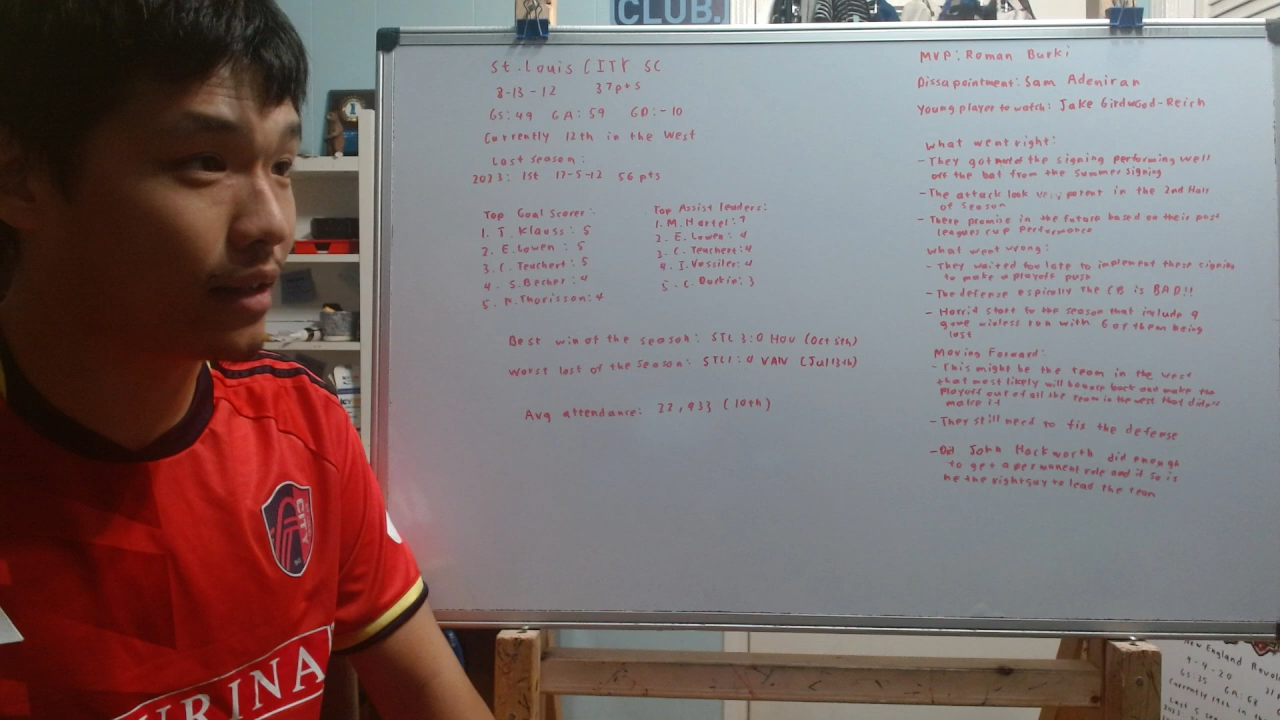 CLUB.
St. Louis CITY SC
8-13-12 37pts
GS: 49 GA: 59 GD: -10
Currently 12th in the West
Last season:
2023: 1st 17-5-12 56 pts
Top Goal Scorer:
1. J. Klauss: 5
2. E. Lowen: 5
3. C. Teuchert: 5
4. S. Becher: 4
5. N. Thorisson: 4
Top Assist leaders:
1. M. Hartel: 7
2. E. Lowen: 4
3. C. Teuchert: 4
4. I. Vassilev: 4
5. C. Durkin: 3
Best win of the season: STL 3:0 HOU (Oct 5th)
Worst lost of the season: STL 1:4 VAN (Jul 13th)
Avg attendance: 22,933 (10th)
MVP: Roman Burki
Dissapointment: Sam Adeniran
Young player to watch: Jake Girdwood-Reich
What went right:
- They got the signing performing well
off the bat from the summer signing
- The attack look very potent in the 2nd Half
of Season
- There promise in the future based on their past
leagues cup performance
What went wrong:
- They waited too late to implement these signing
to make a playoff push
- The defense espically the CB is BAD!!
- Horrid start to the season that include 9
game winless run with 6 of them being
lost
Moving Forward:
- This might be the team in the west
that most likely will bounce back and make the
playoff out of all the team in the west that didn't
make it
- They still need to fix the defense
- Did John Hackworth did enough
to get a permanent role and if so is
he the right guy to lead the team
CITY
PURINA
New England Revol
9-4-20
GS: 35
Last 5 se